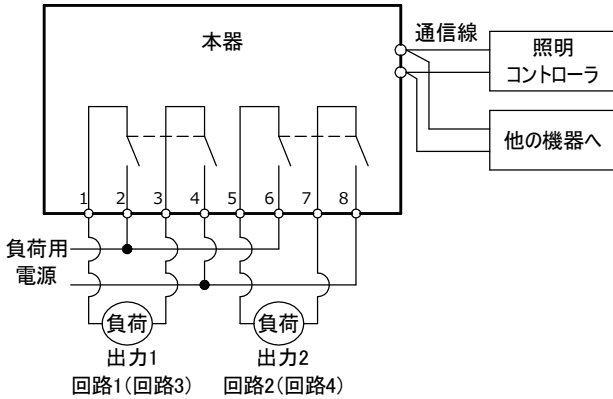 本器
通信線
照明
コントローラ
他の機器へ
1 2 3 4 5 6 7 8
負荷用
電源
負荷 負荷
出力1 出力2
回路1(回路3) 回路2(回路4)